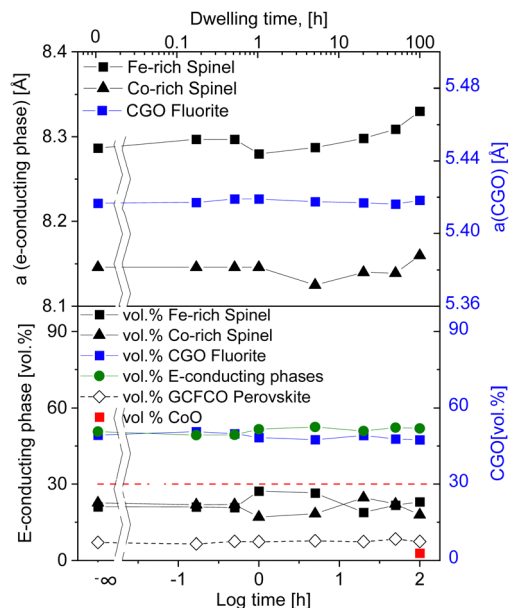 Dwelling time, [h]
0 0.1 1 10 100
8.4
8.3
8.2
8.1
a (e-conducting phase) [Å]
Fe-rich Spinel
Co-rich Spinel
CGO Fluorite
5.48
5.44
5.40
5.36
a(CGO) [Å]
vol.% Fe-rich Spinel
vol.% Co-rich Spinel
vol.% CGO Fluorite
vol.% E-conducting phases
vol.% GCFCO Perovskite
vol % CoO
90
60
30
0
E-conducting phase [vol.%]
90
60
30
0
CGO[vol.%]
-∞ -1 0 1 2
Log time [h]